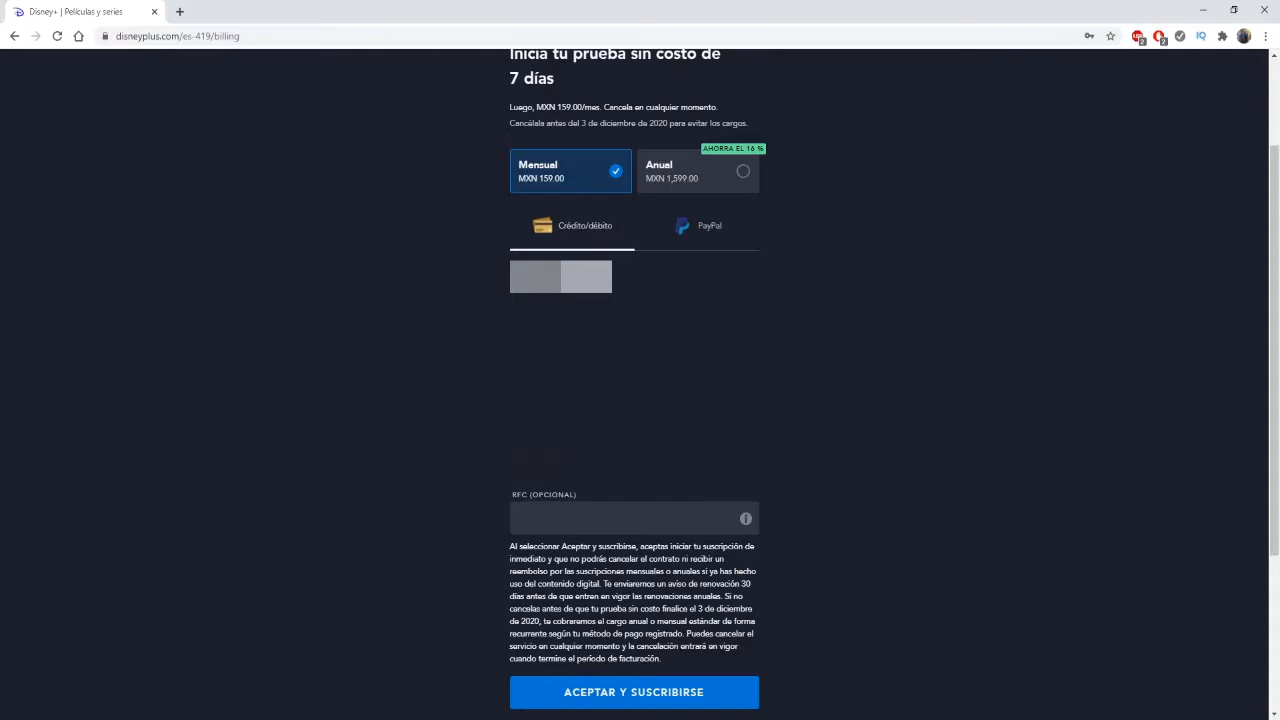 Disney+ | Películas y series
disneyplus.com/es-419/billing
Inicia tu prueba sin costo de
7 días
Luego, MXN 159.00/mes. Cancela en cualquier momento.
Cancélala antes del 3 de diciembre de 2020 para evitar los cargos.
AHORRA EL 16 %
Mensual
MXN 159.00
Anual
MXN 1,599.00
Crédito/débito
PayPal
RFC (OPCIONAL)
Al seleccionar Aceptar y suscribirse, aceptas iniciar tu suscripción de
inmediato y que no podrás cancelar el contrato ni recibir un
reembolso por las suscripciones mensuales o anuales si ya has hecho
uso del contenido digital. Te enviaremos un aviso de renovación 30
días antes de que entren en vigor las renovaciones anuales. Si no
cancelas antes de que tu prueba sin costo finalice el 3 de diciembre
de 2020, te cobraremos el cargo anual o mensual estándar de forma
recurrente según tu método de pago registrado. Puedes cancelar el
servicio en cualquier momento y la cancelación entrará en vigor
cuando termine el período de facturación.
ACEPTAR Y SUSCRIBIRSE